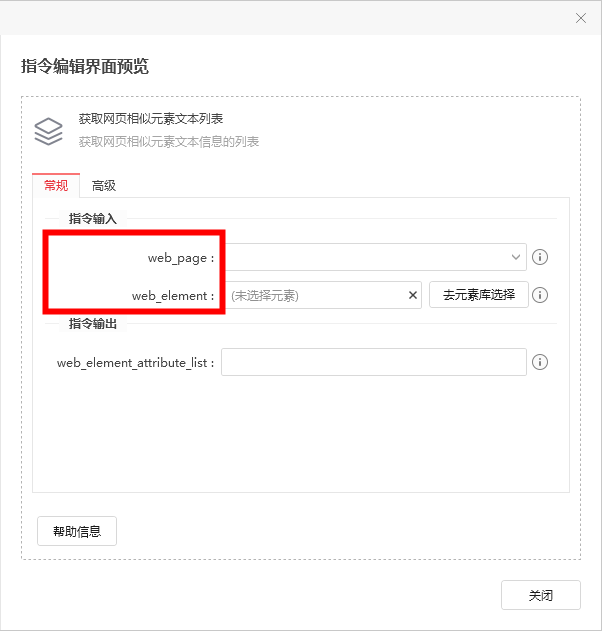 指令编辑界面预览
获取网页相似元素文本列表
获取网页相似元素文本信息的列表
常规 高级
指令输入
web_page :
web_element : (未选择元素) 去元素库选择
指令输出
web_element_attribute_list :
帮助信息
关闭